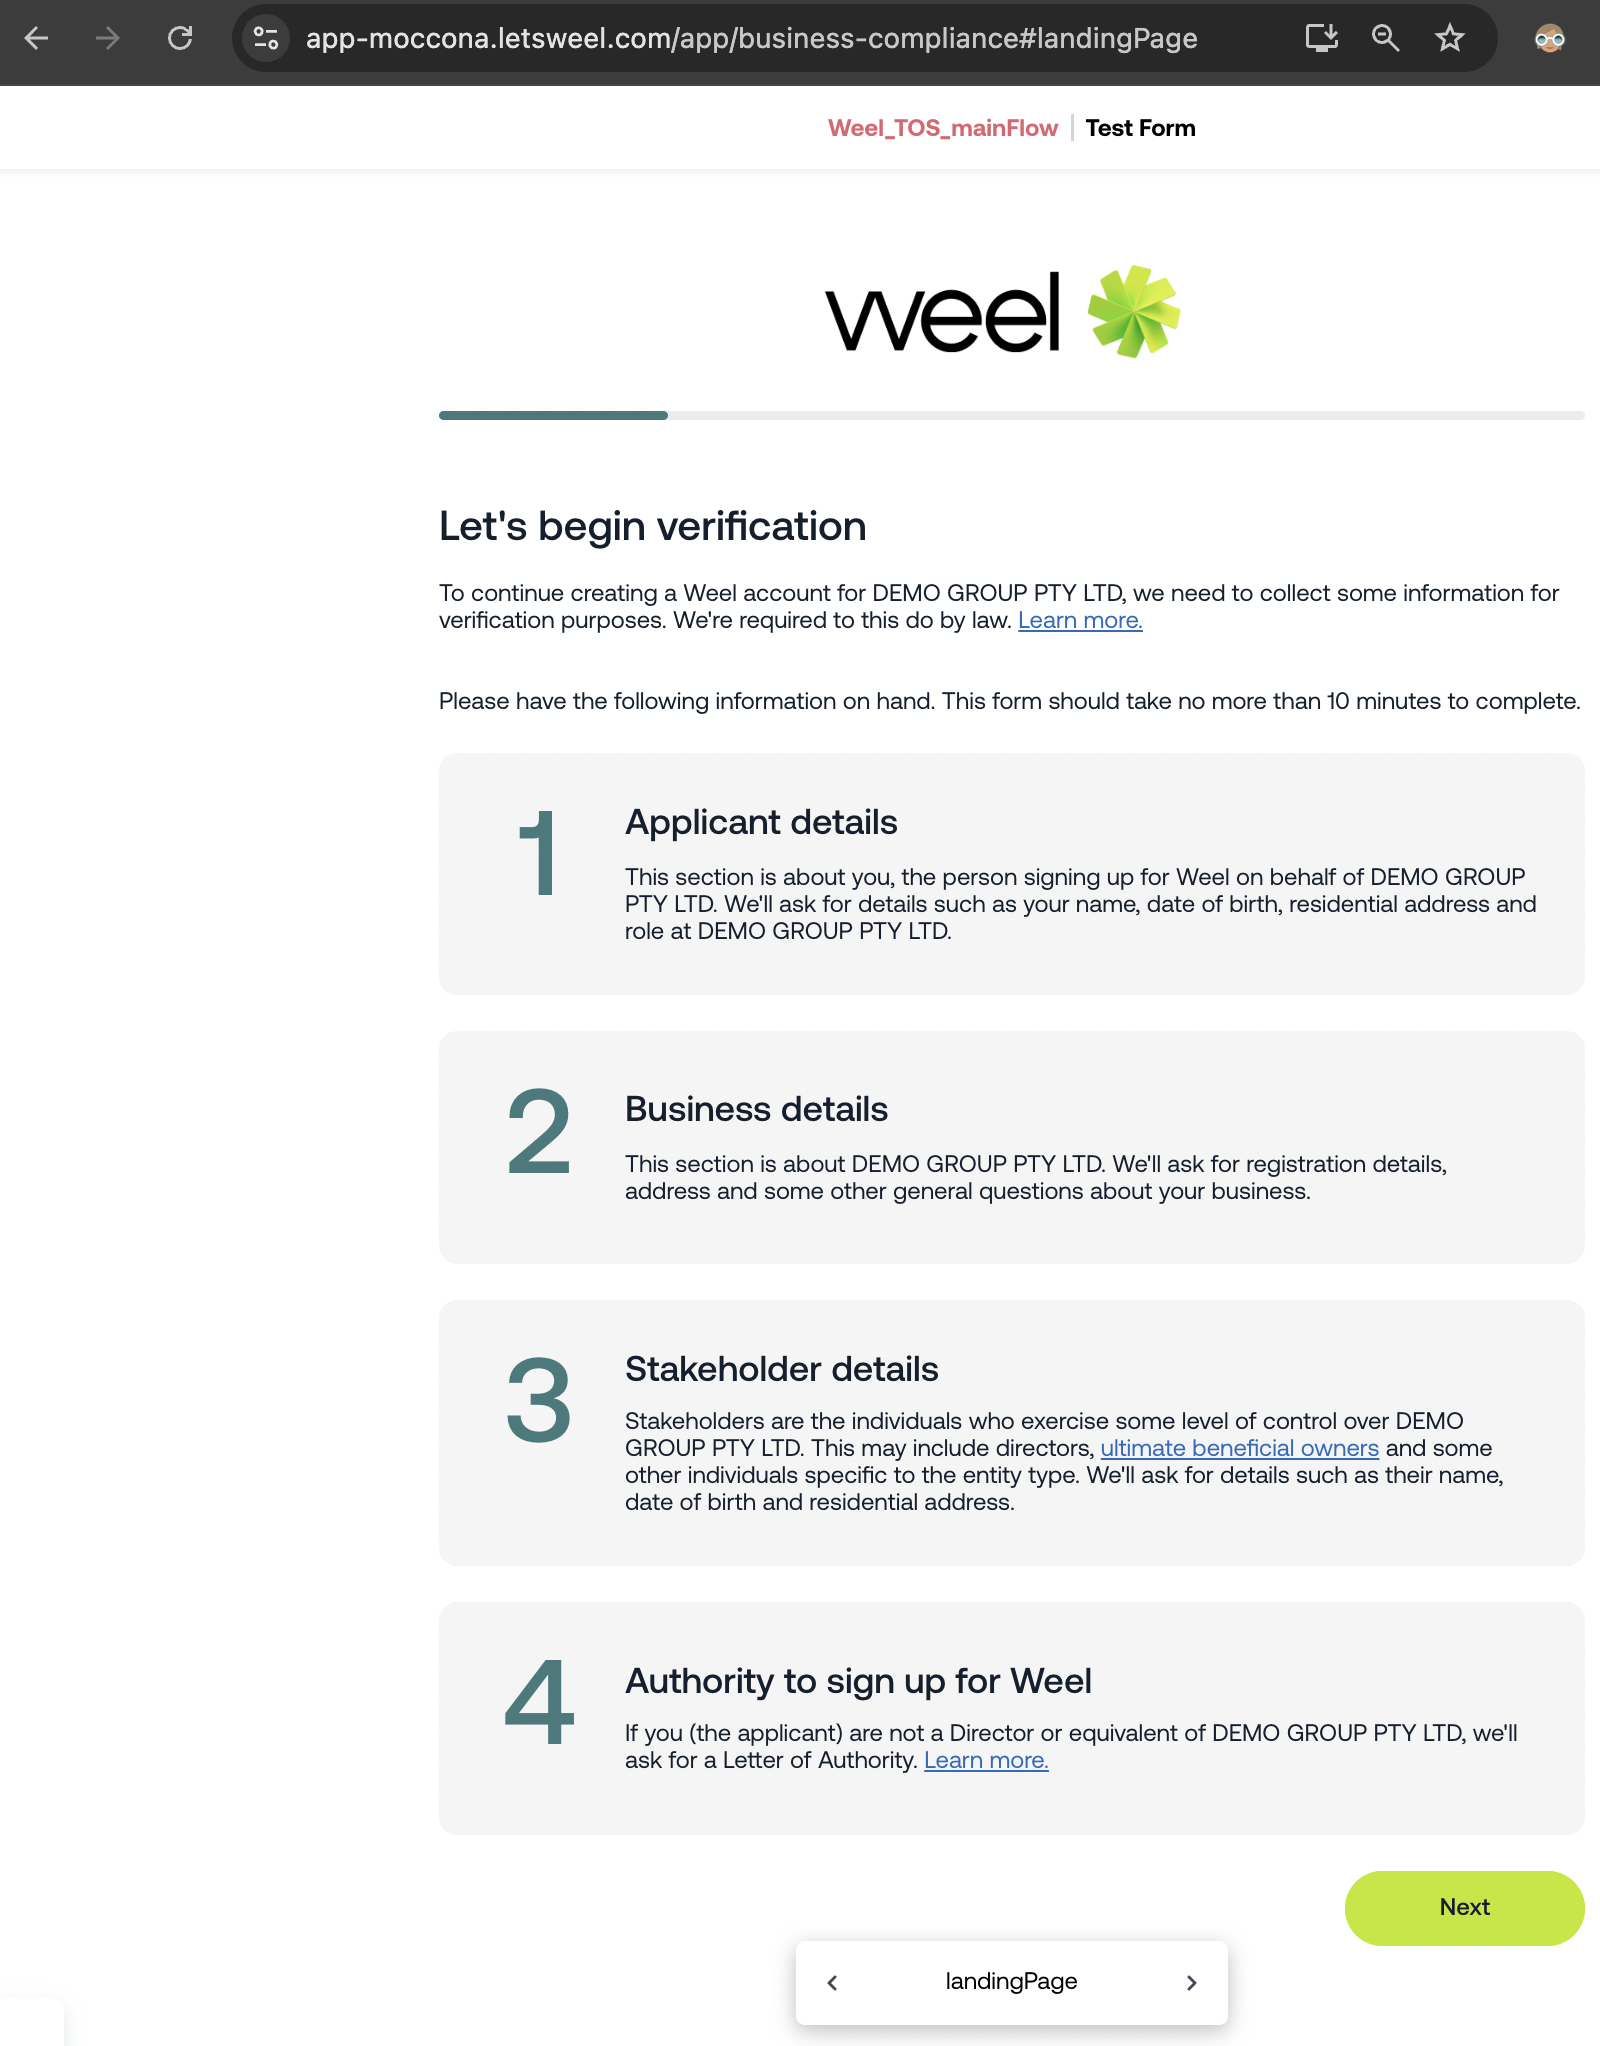 app-moccona.letsweel.com/app/business-compliance#landingPage
Weel_TOS_mainFlow | Test Form
weel
Let's begin verification
To continue creating a Weel account for DEMO GROUP PTY LTD, we need to collect some information for
verification purposes. We're required to this do by law. Learn more.
Please have the following information on hand. This form should take no more than 10 minutes to complete.
1
Applicant details
This section is about you, the person signing up for Weel on behalf of DEMO GROUP
PTY LTD. We'll ask for details such as your name, date of birth, residential address and
role at DEMO GROUP PTY LTD.
2
Business details
This section is about DEMO GROUP PTY LTD. We'll ask for registration details,
address and some other general questions about your business.
3
Stakeholder details
Stakeholders are the individuals who exercise some level of control over DEMO
GROUP PTY LTD. This may include directors, ultimate beneficial owners and some
other individuals specific to the entity type. We'll ask for details such as their name,
date of birth and residential address.
4
Authority to sign up for Weel
If you (the applicant) are not a Director or equivalent of DEMO GROUP PTY LTD, we'll
ask for a Letter of Authority. Learn more.
Next
landingPage